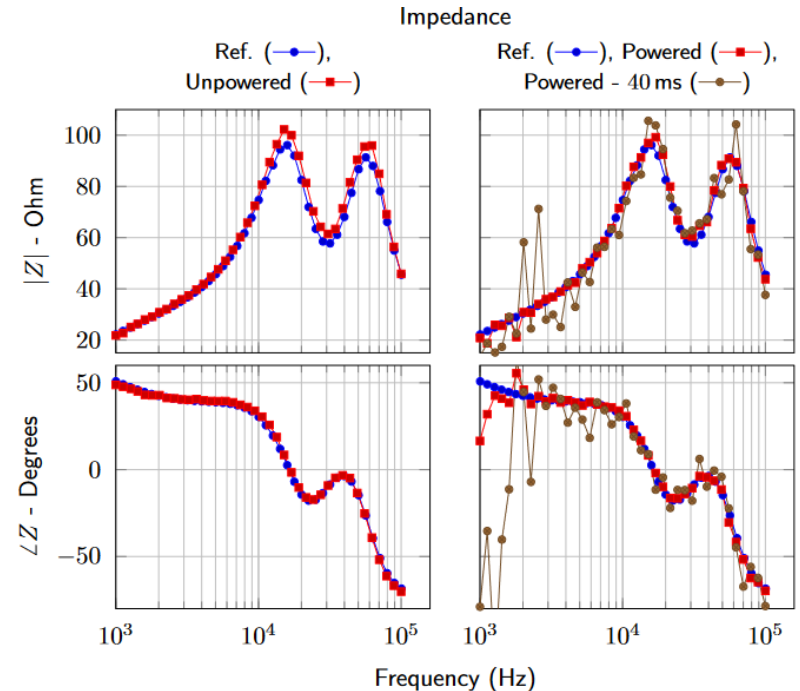 Impedance
Ref. (), Ref. (), Powered (),
Unpowered () Powered - 40 ms ()
100
80
60
40
20
|Z| - Ohm
50
0
−50
∠Z - Degrees
10³ 10⁴ 10⁵ 10³ 10⁴ 10⁵
Frequency (Hz)